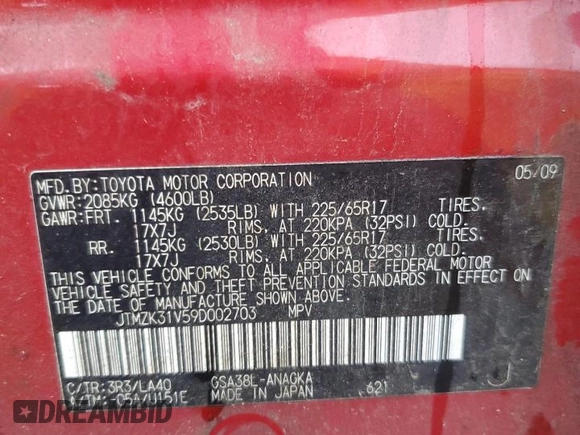 MFD.BY:TOYOTA MOTOR CORPORATION 05/09
GVWR:2085KG (4600LB)
GAWR:FRT. 1145KG (2535LB) WITH 225/65R17 TIRES.
17X7J RIMS, AT 220KPA (32PSI) COLD.
RR. 1145KG (2530LB) WITH 225/65R17 TIRES.
17X7J RIMS, AT 220KPA (32PSI) COLD.
THIS VEHICLE CONFORMS TO ALL APPLICABLE FEDERAL MOTOR
VEHICLE SAFETY AND THEFT PREVENTION STANDARDS IN EFFECT ON
THE DATE OF MANUFACTURE SHOWN ABOVE.
JTMZK31V59D002703 MPV
C/TR:3R3/LA40 GSA38L-ANAGKA
MADE IN JAPAN 621 J
DREAMBID